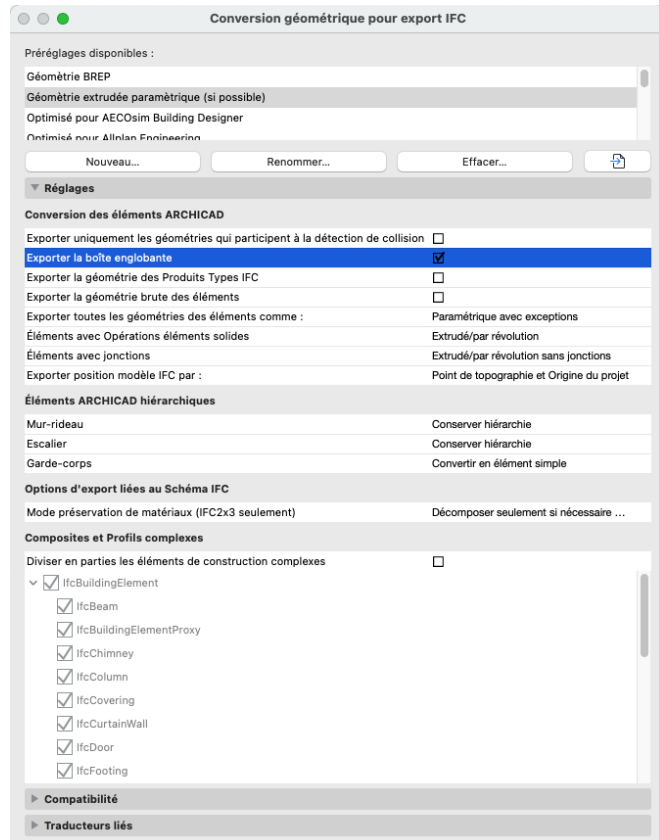 Conversion géométrique pour export IFC
Préréglages disponibles :
Géomètrie BREP
Géomètrie extrudée paramètrique (si possible)
Optimisé pour AECOsim Building Designer
Optimisé pour Allplan Engineering
Nouveau... Renommer... Effacer...
Réglages
Conversion des éléments ARCHICAD
Exporter uniquement les géométries qui participent à la détection de collision
Exporter la boîte englobante
Exporter la géométrie des Produits Types IFC
Exporter la géométrie brute des éléments
Exporter toutes les géométries des éléments comme : Paramétrique avec exceptions
Éléments avec Opérations éléments solides Extrudé/par révolution
Éléments avec jonctions Extrudé/par révolution sans jonctions
Exporter position modèle IFC par : Point de topographie et Origine du projet
Éléments ARCHICAD hiérarchiques
Mur-rideau Conserver hiérarchie
Escalier Conserver hiérarchie
Garde-corps Convertir en élément simple
Options d'export liées au Schéma IFC
Mode préservation de matériaux (IFC2x3 seulement) Décomposer seulement si nécessaire ...
Composites et Profils complexes
Diviser en parties les éléments de construction complexes
IfcBuildingElement
IfcBeam
IfcBuildingElementProxy
IfcChimney
IfcColumn
IfcCovering
IfcCurtainWall
IfcDoor
IfcFooting
Compatibilité
Traducteurs liés